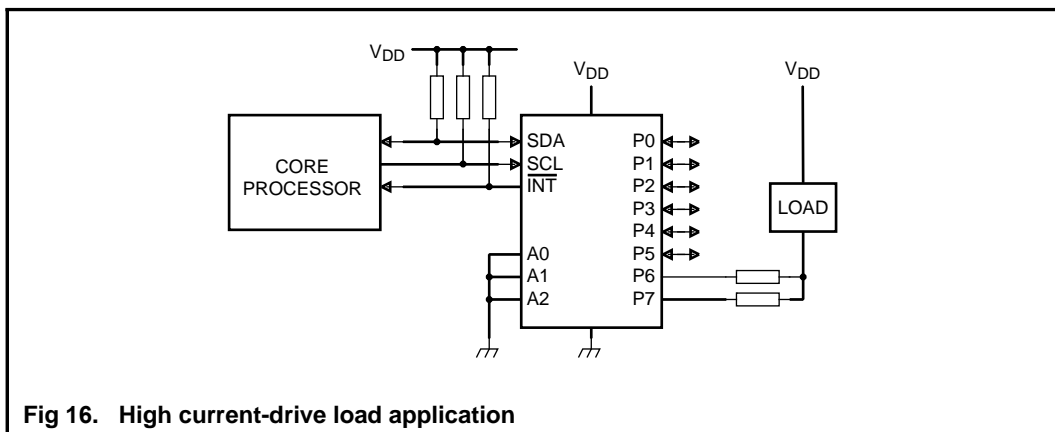 VDD
VDD
VDD
CORE
PROCESSOR
SDA
SCL
INT
A0
A1
A2
P0
P1
P2
P3
P4
P5
P6
P7
LOAD
Fig 16. High current-drive load application